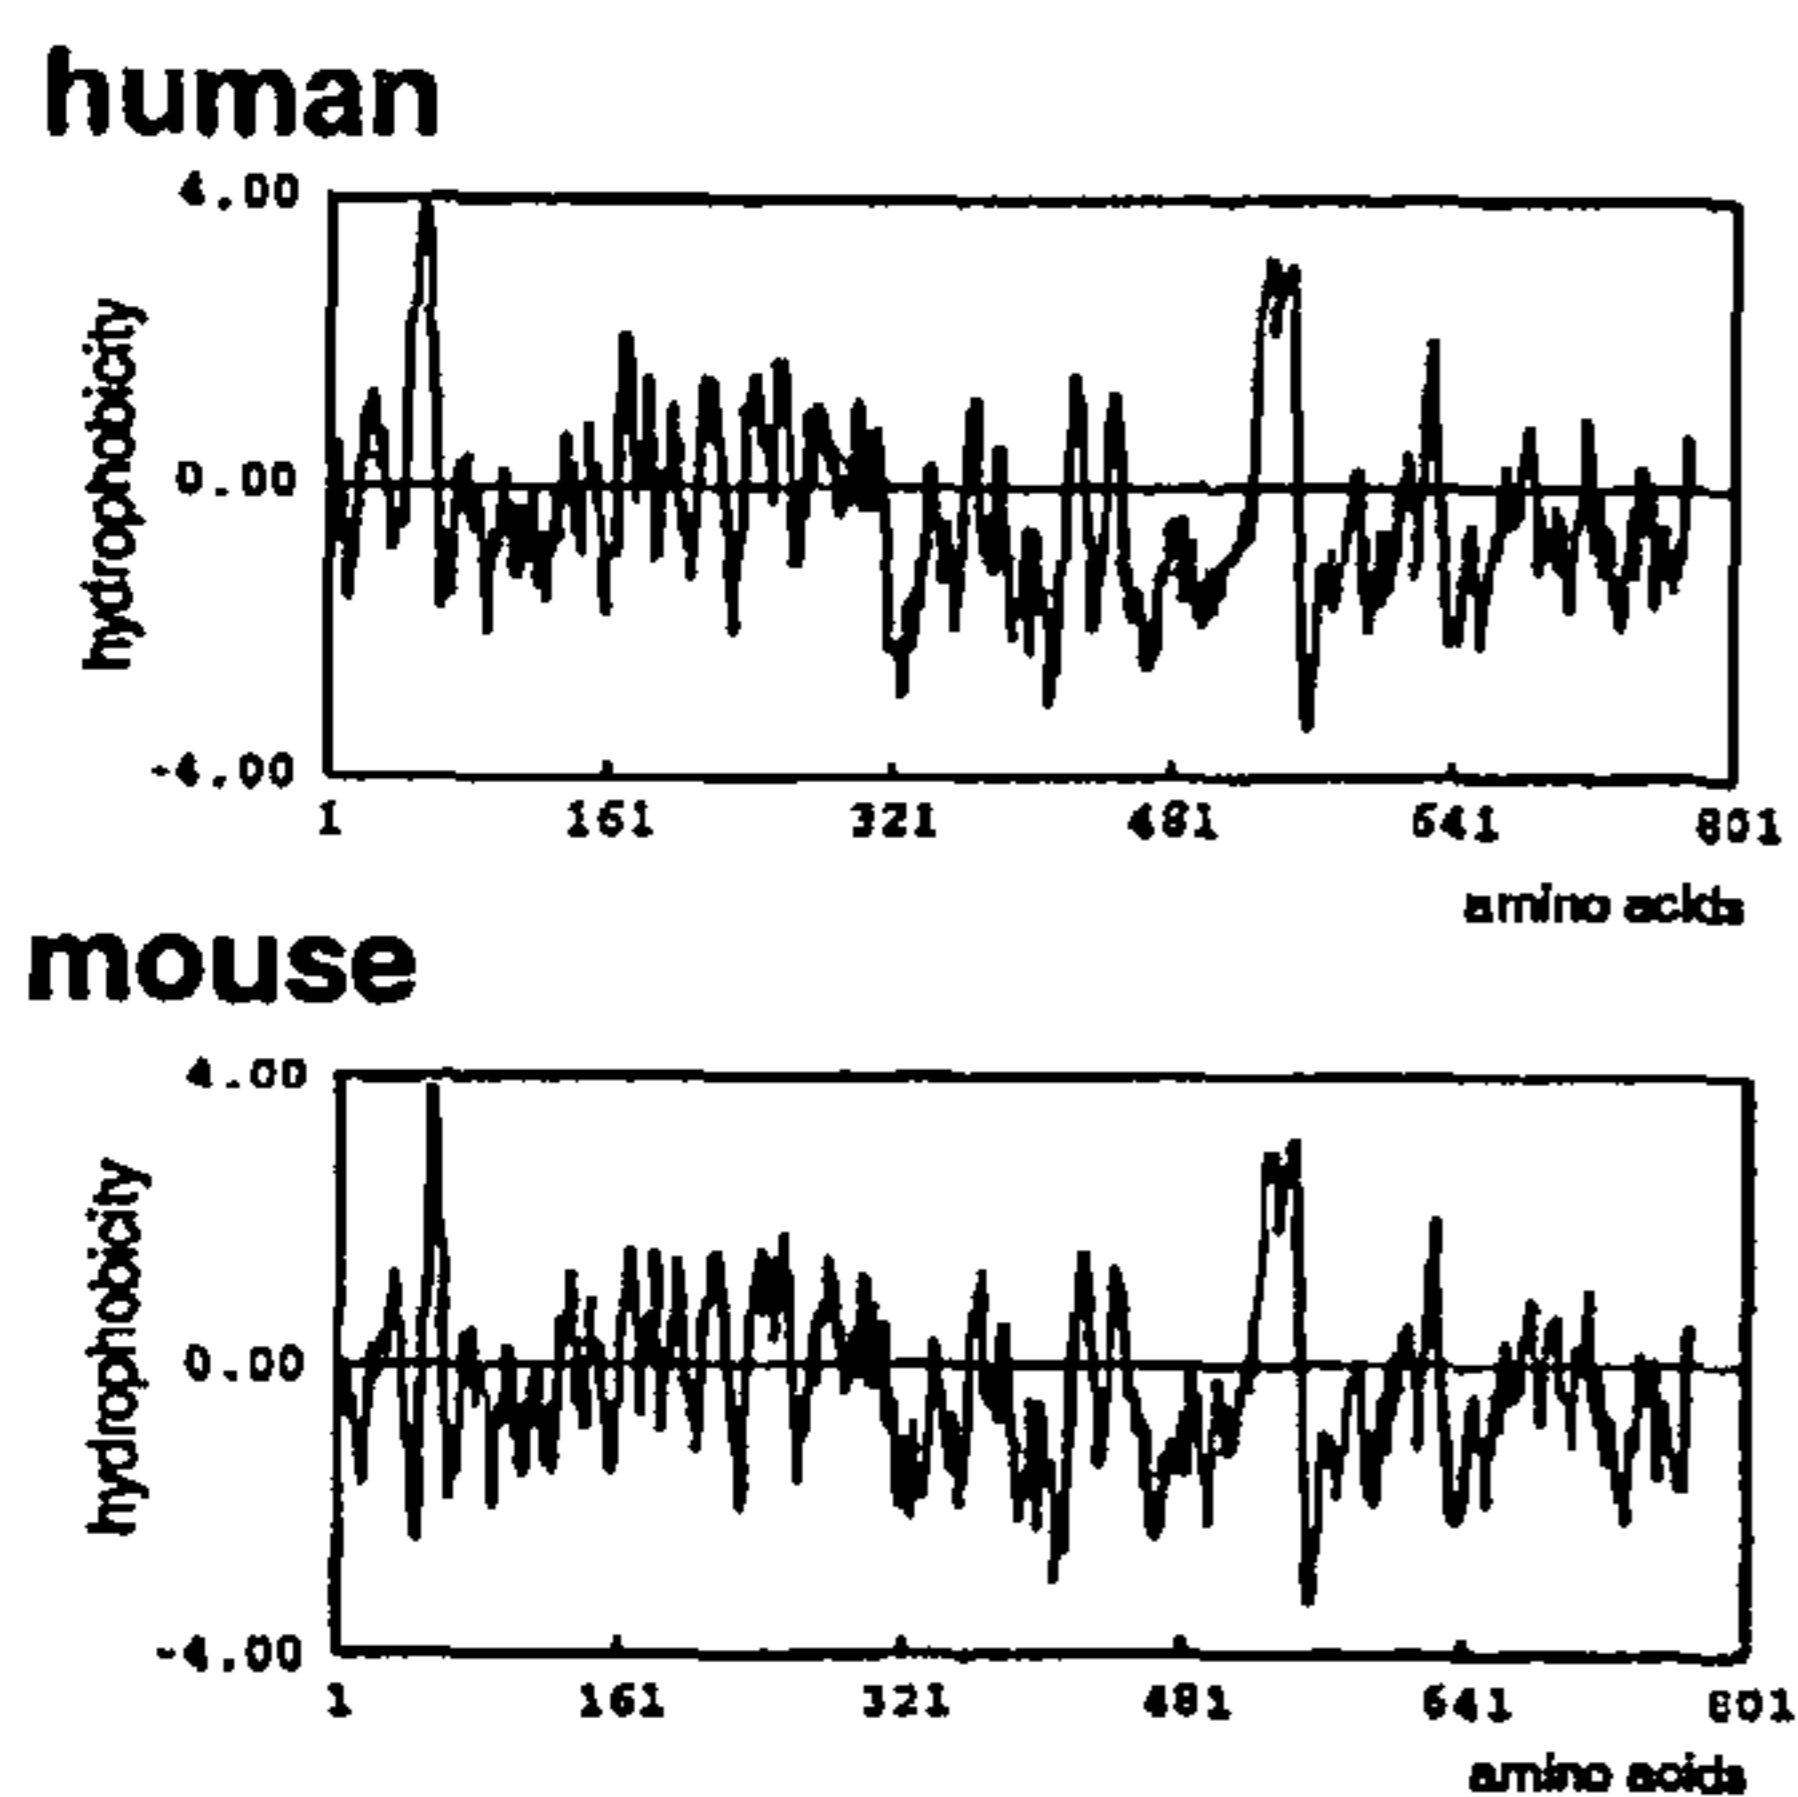 human
4.00
hydrophobicity
0.00
-4.00
1 161 321 481 641 801
amino acids
mouse
4.00
hydrophobicity
0.00
-4.00
1 161 321 481 641 801
amino acids